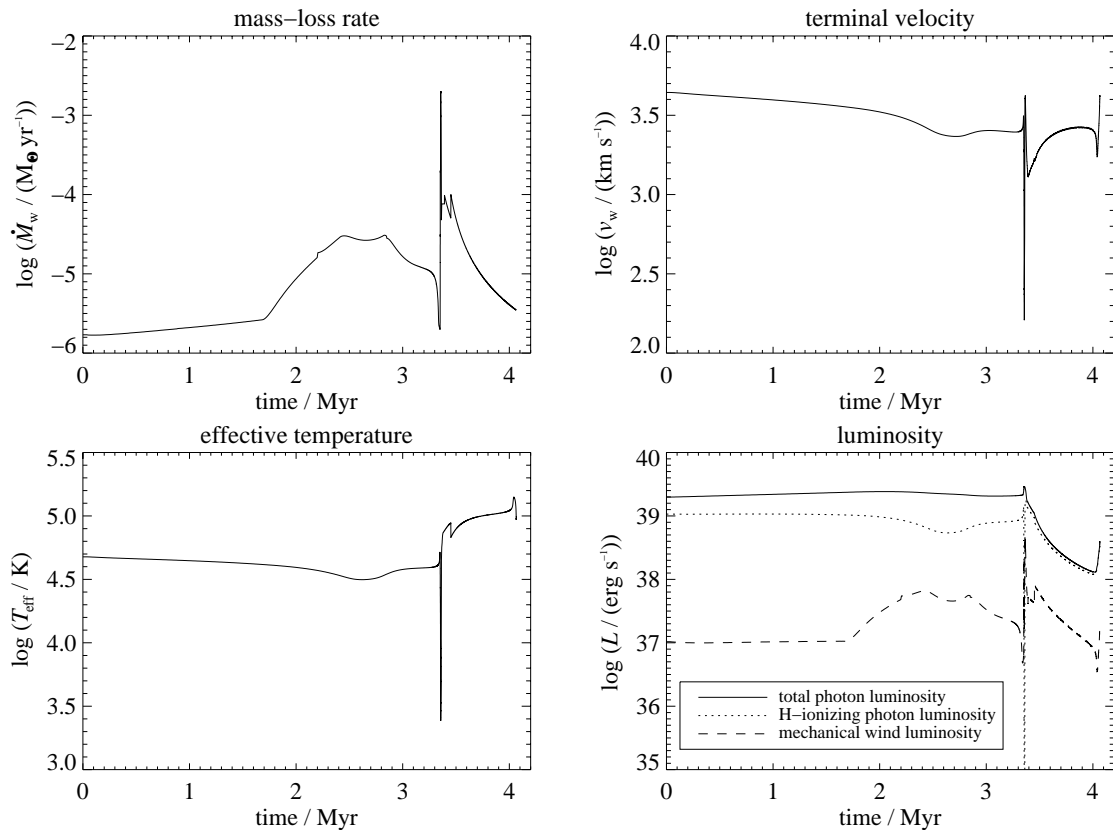 mass−loss rate
−2
−3
−4
−5
−6
log (Ṁ_w / (M_⊙ yr⁻¹))
0 1 2 3 4
time / Myr
terminal velocity
4.0
3.5
3.0
2.5
2.0
log (v_w / (km s⁻¹))
0 1 2 3 4
time / Myr
effective temperature
5.5
5.0
4.5
4.0
3.5
3.0
log (T_eff / K)
0 1 2 3 4
time / Myr
luminosity
40
39
38
37
36
35
log (L / (erg s⁻¹))
total photon luminosity
H−ionizing photon luminosity
mechanical wind luminosity
0 1 2 3 4
time / Myr